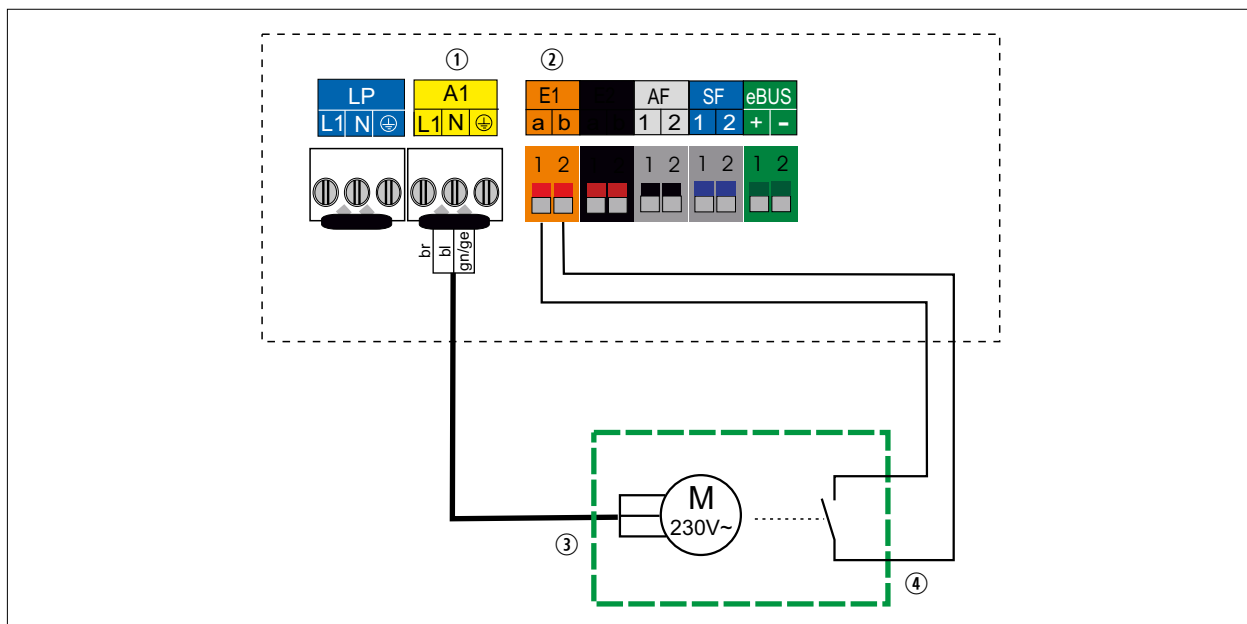 ① ②
LP A1 E1 AF SF eBUS
L1 N L1 N a b 1 2 1 2 + -
1 2 1 2 1 2 1 2
br
bl
gn/ge
M
230V~
③
④